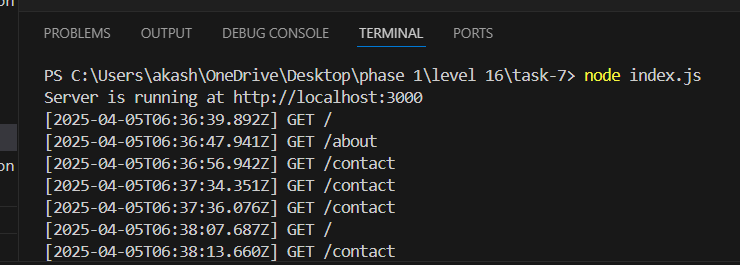 on
PROBLEMS OUTPUT DEBUG CONSOLE TERMINAL PORTS
PS C:\Users\akash\OneDrive\Desktop\phase 1\level 16\task-7> node index.js
Server is running at http://localhost:3000
[2025-04-05T06:36:39.892Z] GET /
[2025-04-05T06:36:47.941Z] GET /about
on
[2025-04-05T06:36:56.942Z] GET /contact
[2025-04-05T06:37:34.351Z] GET /contact
[2025-04-05T06:37:36.076Z] GET /contact
[2025-04-05T06:38:07.687Z] GET /
[2025-04-05T06:38:13.660Z] GET /contact